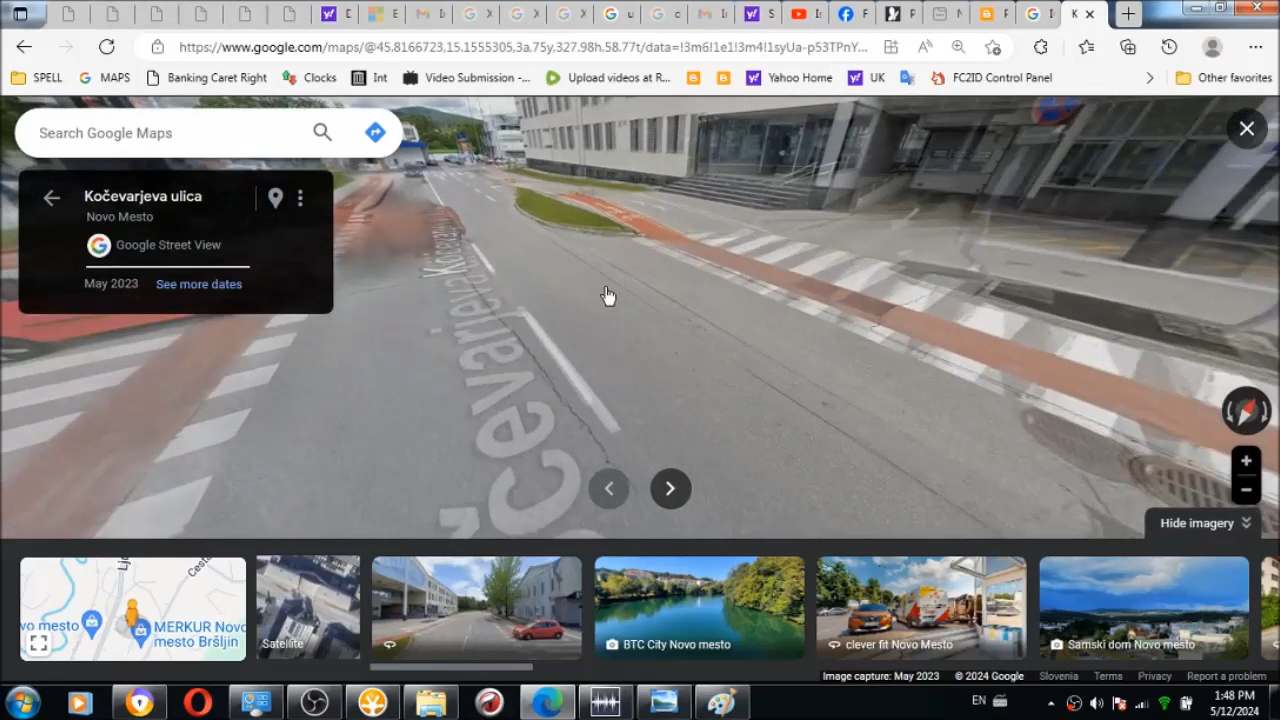 https://www.google.com/maps/@45.8166723,15.1555305,3a,75y,327.98h,58.77t/data=!3m6!1e1!3m4!1syUa-p53TPnY...
SPELL MAPS Banking Caret Right Clocks Int Video Submission -... Upload videos at R... Yahoo Home UK FC2ID Control Panel Other favorites
Search Google Maps
Kočevarjeva ulica
Novo Mesto
Google Street View
May 2023 See more dates
Hide imagery
Satellite
BTC City Novo mesto
clever fit Novo Mesto
Samski dom Novo mesto
vo mesto
MERKUR Novo
mesto Bršljin
Image capture: May 2023 © 2024 Google Slovenia Terms Privacy Report a problem
EN
1:48 PM
5/12/2024